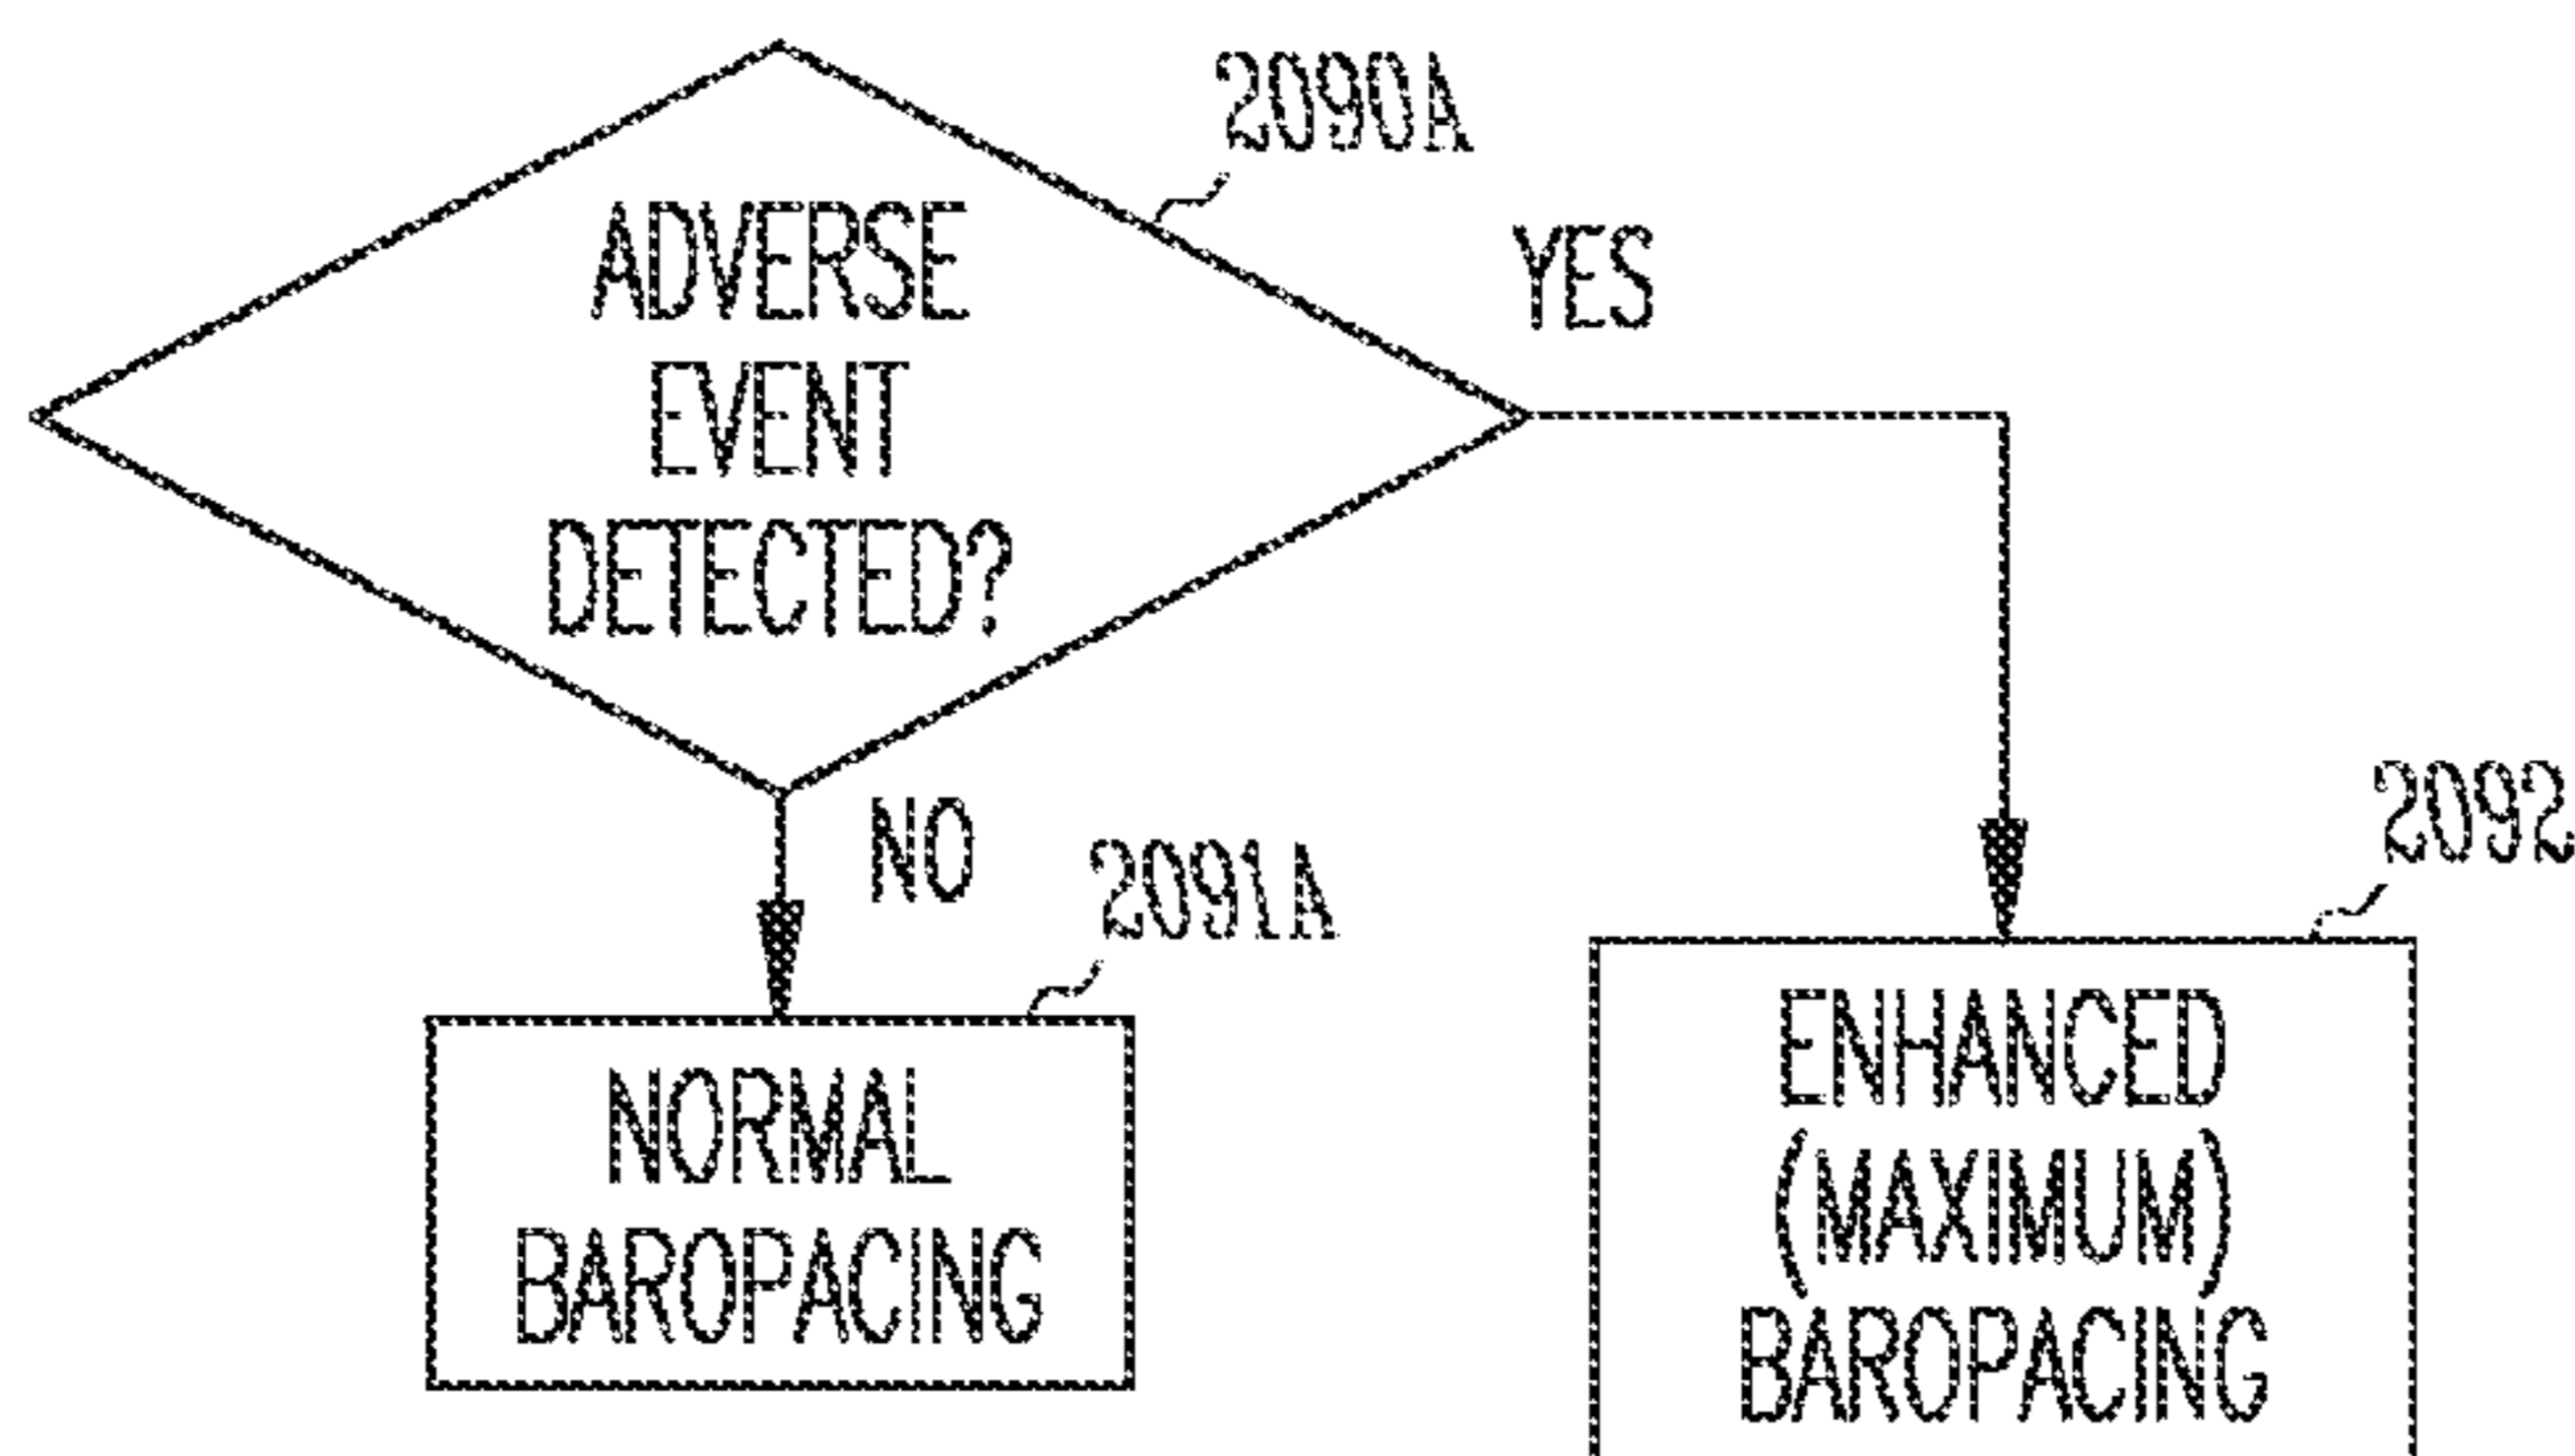 2090A
ADVERSE
EVENT
DETECTED?
YES
NO
2091A
NORMAL
BAROPACING
2092
ENHANCED
(MAXIMUM)
BAROPACING